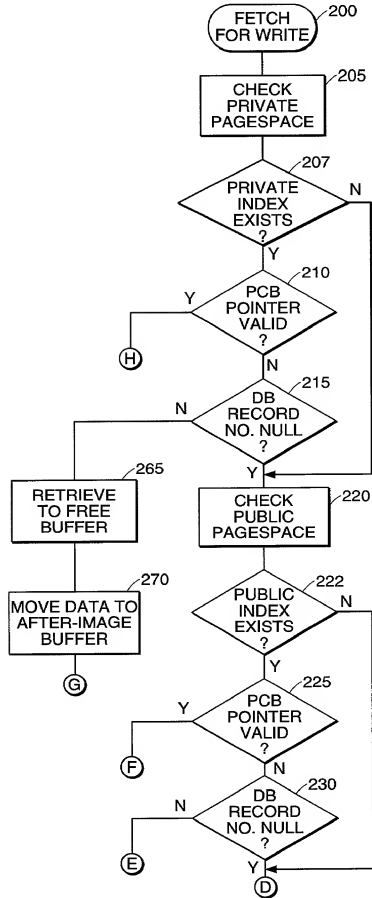 FETCH
FOR WRITE
200
CHECK
PRIVATE
PAGESPACE
205
PRIVATE
INDEX
EXISTS
?
207
N
Y
PCB
POINTER
VALID
?
210
Y
H
N
DB
RECORD
NO. NULL
?
215
N
Y
RETRIEVE
TO FREE
BUFFER
265
CHECK
PUBLIC
PAGESPACE
220
MOVE DATA TO
AFTER-IMAGE
BUFFER
270
G
PUBLIC
INDEX
EXISTS
?
222
N
Y
PCB
POINTER
VALID
?
225
Y
F
N
DB
RECORD
NO. NULL
?
230
N
E
Y
D